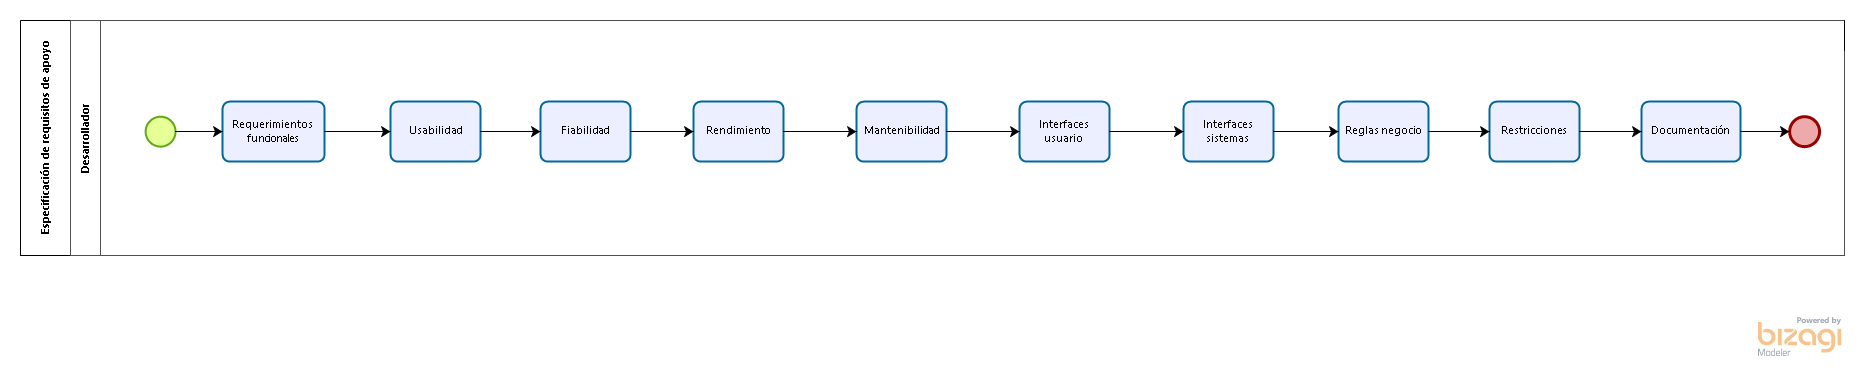 Especificación de requisitos de apoyo
Desarrollador
Requerimientos
funcionales
Usabilidad
Fiabilidad
Rendimiento
Mantenibilidad
Interfaces
usuario
Interfaces
sistemas
Reglas negocio
Restricciones
Documentación
Powered by
bizagi
Modeler